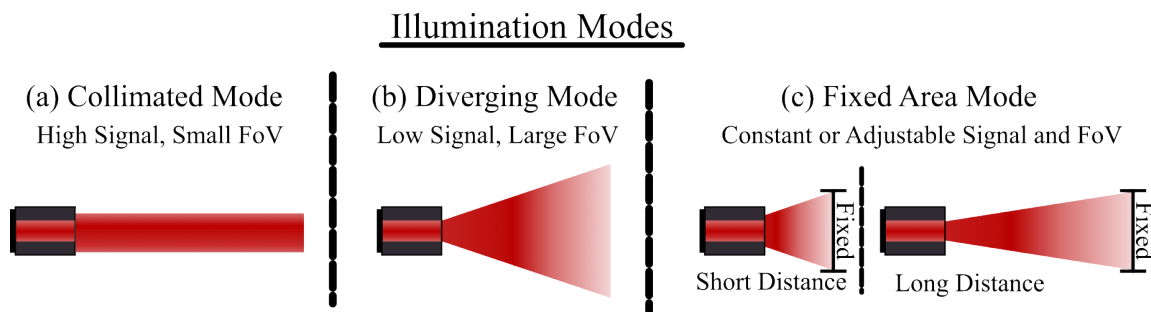 Illumination Modes
(a) Collimated Mode
High Signal, Small FoV
(b) Diverging Mode
Low Signal, Large FoV
(c) Fixed Area Mode
Constant or Adjustable Signal and FoV
Fixed
Short Distance
Fixed
Long Distance